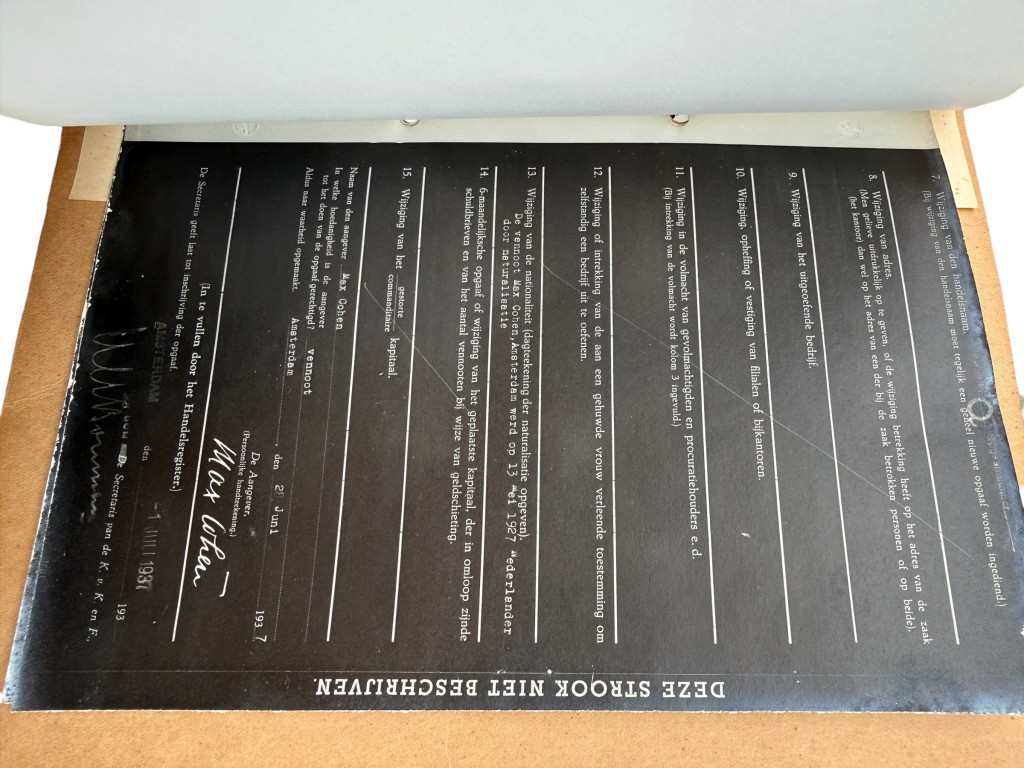 7. Wijziging van den handelsnaam.
(Bij wijziging van den handelsnaam moet tegelijk een geheel nieuwe opgaaf worden ingediend.)
8. Wijziging van adres.
(Men gelieve uitdrukkelijk op te geven, of de wijziging betrekking heeft op het adres van de zaak
(het kantoor) dan wel op het adres van een der bij de zaak betrokken personen of op beide).
9. Wijziging van het uitgeoefende bedrijf.
10. Wijziging, opheffing of vestiging van filialen of bijkantoren.
11. Wijziging in de volmacht van gevolmachtigden en procuratiehouders e. d.
(Bij intrekking van de volmacht wordt kolom 3 ingevuld.)
12. Wijziging of intrekking van de aan een gehuwde vrouw verleende toestemming om
zelfstandig een bedrijf uit te oefenen.
13. Wijziging van de nationaliteit (dagteekening der naturalisatie opgeven).
De vennoot Max Cohen, Amsterdam werd op 13 Mei 1927 Nederlander
door naturalisatie
14. 6-maandelijksche opgaaf of wijziging van het geplaatste kapitaal, der in omloop zijnde
schuldbrieven en van het aantal vennooten bij wijze van geldschieting.
15. Wijziging van het gestorte
commanditaire kapitaal.
Naam van den aangever Max Cohen
In welke hoedanigheid is de aangever
tot het doen van de opgaaf gerechtigd? vennoot
Aldus naar waarheid opgemaakt.
Amsterdam , den 28 Juni 193 7
De Aangever,
(Persoonlijke handteekening.)
Max Cohen
(In te vullen door het Handelsregister.)
De Secretaris geeft last tot inschrijving der opgaaf.
AMSTERDAM den -1 JULI 1937 193
De Secretaris van de K. v. K. en F.,
DEZE STROOK NIET BESCHRIJVEN.